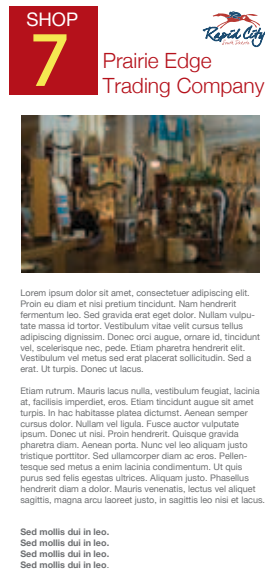 SHOP
7
Rapid City
South Dakota
Prairie Edge
Trading Company
Lorem ipsum dolor sit amet, consectetuer adipiscing elit.
Proin eu diam et nisi pretium tincidunt. Nam hendrerit
fermentum leo. Sed gravida erat eget dolor. Nullam vulpu-
tate massa id tortor. Vestibulum vitae velit cursus tellus
adipiscing dignissim. Donec orci augue, ornare id, tincidunt
vel, scelerisque nec, pede. Etiam pharetra hendrerit elit.
Vestibulum vel metus sed erat placerat sollicitudin. Sed a
erat. Ut turpis. Donec ut lacus.
Etiam rutrum. Mauris lacus nulla, vestibulum feugiat, lacinia
at, facilisis imperdiet, eros. Etiam tincidunt augue sit amet
turpis. In hac habitasse platea dictumst. Aenean semper
cursus dolor. Nullam vel ligula. Fusce auctor vulputate
ipsum. Donec ut nisi. Proin hendrerit. Quisque gravida
pharetra diam. Aenean porta. Nunc vel leo aliquam justo
tristique porttitor. Sed ullamcorper diam ac eros. Pellen-
tesque sed metus a enim lacinia condimentum. Ut quis
purus sed felis egestas ultrices. Aliquam justo. Phasellus
hendrerit diam a dolor. Mauris venenatis, lectus vel aliquet
sagittis, magna arcu laoreet justo, in sagittis leo nisi et lacus.
Sed mollis dui in leo.
Sed mollis dui in leo.
Sed mollis dui in leo.
Sed mollis dui in leo.